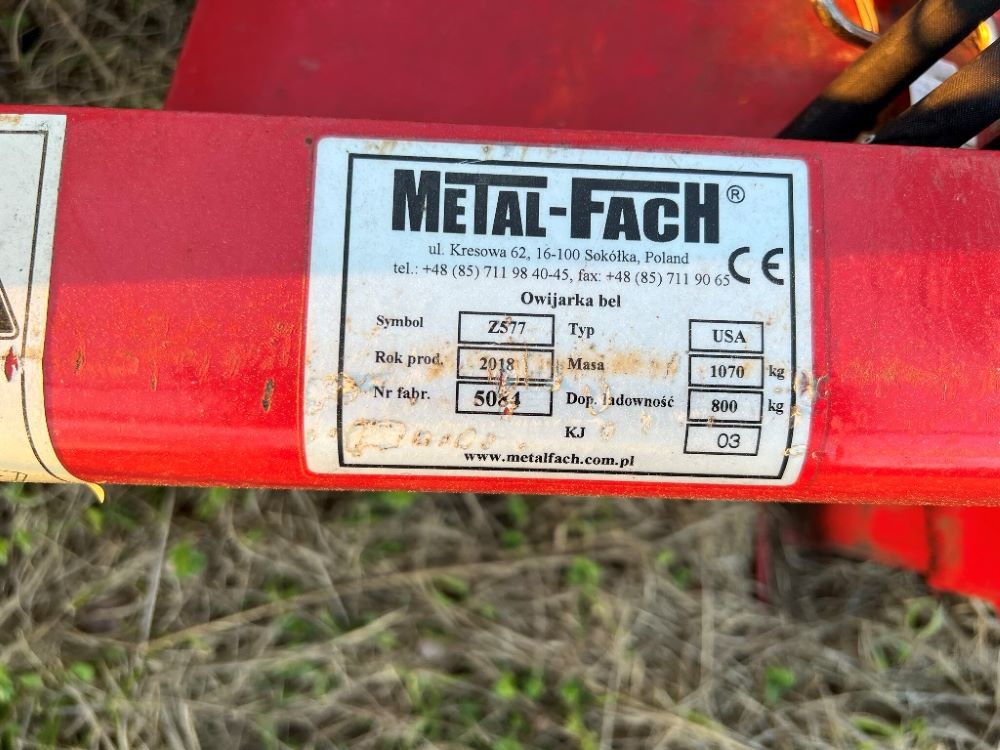 METAL-FACH®
ul. Kresowa 62, 16-100 Sokółka, Poland
tel.: +48 (85) 711 98 40-45, fax: +48 (85) 711 90 65
CE
Owijarka bel
Symbol Z577 Typ USA
Rok prod. 2018 Masa 1070 kg
Nr fabr. 5084 Dop. ładowność 800 kg
KJ 03
www.metalfach.com.pl